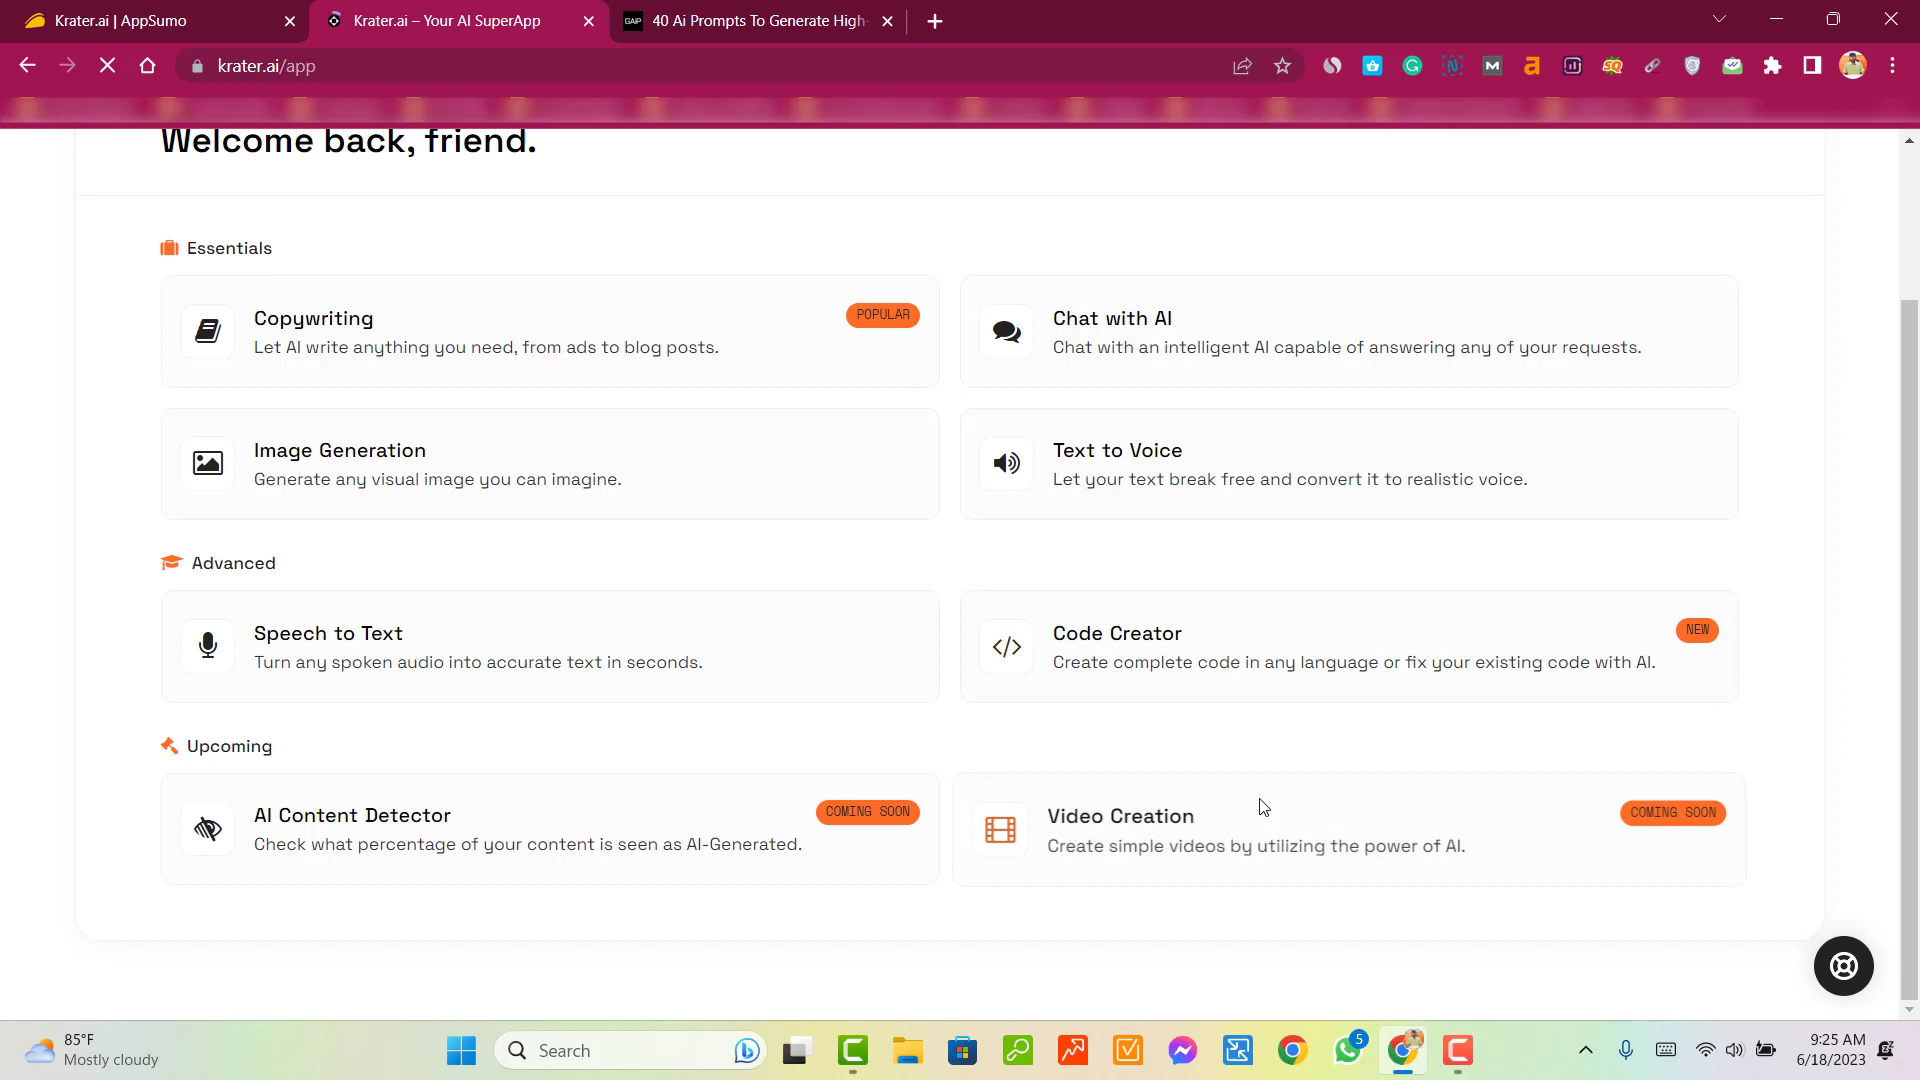 Krater.ai | AppSumo
Krater.ai – Your AI SuperApp
GAIP
40 Ai Prompts To Generate High-
krater.ai/app
Welcome back, friend.
Essentials
Copywriting
POPULAR
Let AI write anything you need, from ads to blog posts.
Chat with AI
Chat with an intelligent AI capable of answering any of your requests.
Image Generation
Generate any visual image you can imagine.
Text to Voice
Let your text break free and convert it to realistic voice.
Advanced
Speech to Text
Turn any spoken audio into accurate text in seconds.
Code Creator
NEW
Create complete code in any language or fix your existing code with AI.
Upcoming
AI Content Detector
COMING SOON
Check what percentage of your content is seen as AI-Generated.
Video Creation
COMING SOON
Create simple videos by utilizing the power of AI.
85°F
Mostly cloudy
Search
5
9:25 AM
6/18/2023